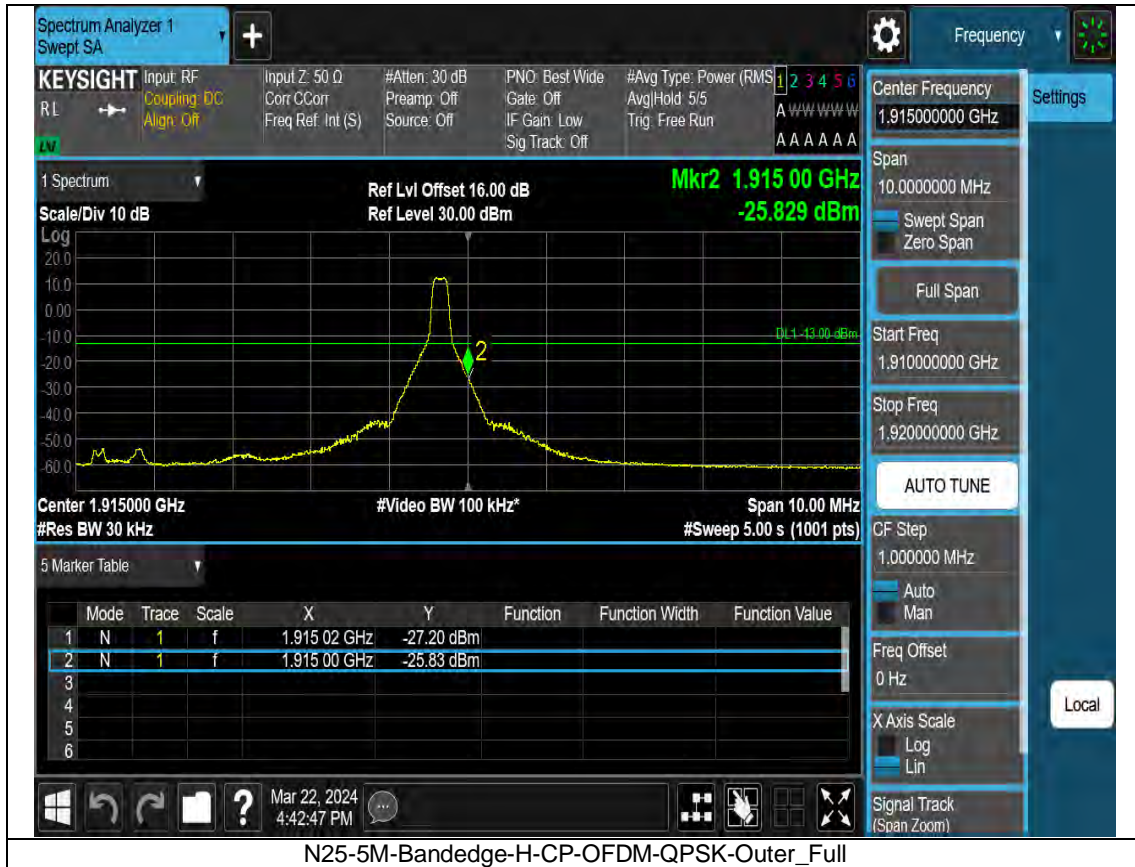 Spectrum Analyzer 1
Swept SA
+
Frequency
KEYSIGHT
RL
Input: RF
Coupling: DC
Align: Off
Input Z: 50 Ω
Corr CCorr
Freq Ref: Int (S)
#Atten: 30 dB
Preamp: Off
Source: Off
PNO: Best Wide
Gate: Off
IF Gain: Low
Sig Track: Off
#Avg Type: Power (RMS
Avg|Hold: 5/5
Trig: Free Run
1 2 3 4 5 6
A W W W W W
A A A A A A
Center Frequency
1.915000000 GHz
Settings
1 Spectrum
Scale/Div 10 dB
Ref Lvl Offset 16.00 dB
Ref Level 30.00 dBm
Mkr2 1.915 00 GHz
-25.829 dBm
Span
10.0000000 MHz
Swept Span
Zero Span
Full Span
Start Freq
1.910000000 GHz
Stop Freq
1.920000000 GHz
AUTO TUNE
CF Step
1.000000 MHz
Auto
Man
Freq Offset
0 Hz
X Axis Scale
Log
Lin
Signal Track
(Span Zoom)
Local
Log
20.0
10.0
0.00
-10.0
-20.0
-30.0
-40.0
-50.0
-60.0
DL1 -13.00 dBm
2
Center 1.915000 GHz
#Video BW 100 kHz*
Span 10.00 MHz
#Res BW 30 kHz
#Sweep 5.00 s (1001 pts)
5 Marker Table
Mode Trace Scale X Y Function Function Width Function Value
1 N 1 f 1.915 02 GHz -27.20 dBm
2 N 1 f 1.915 00 GHz -25.83 dBm
3
4
5
6
?
Mar 22, 2024
4:42:47 PM
N25-5M-Bandedge-H-CP-OFDM-QPSK-Outer_Full